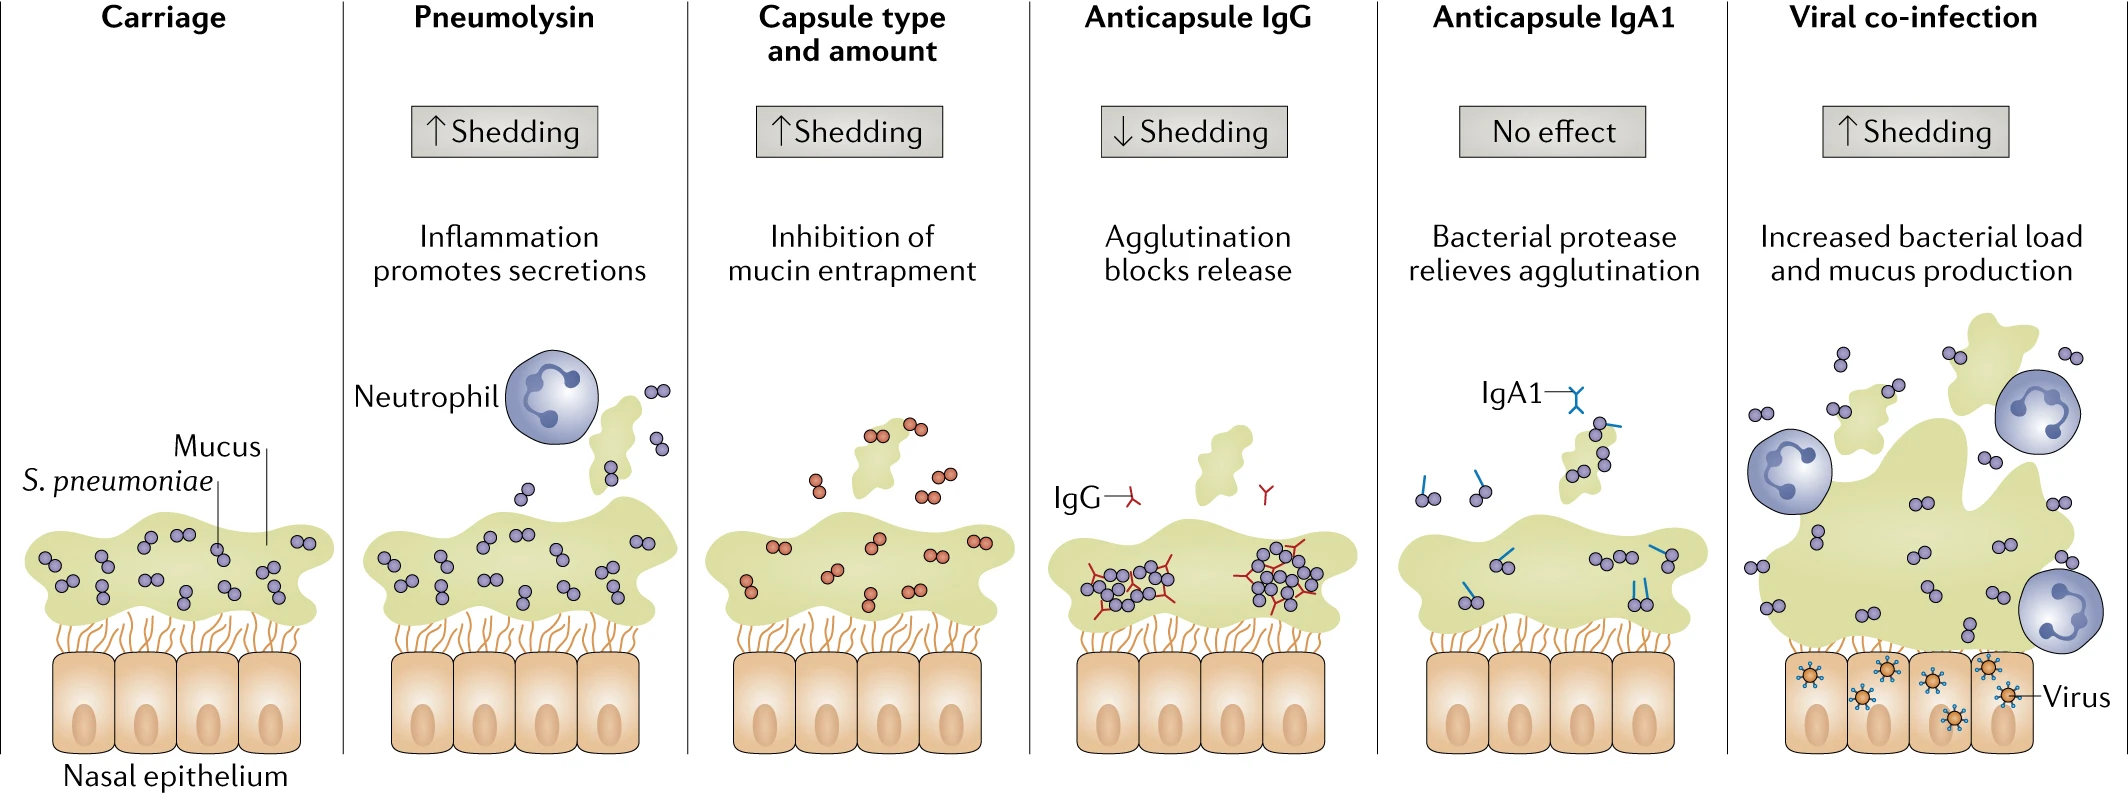 Carriage
Mucus
S. pneumoniae
Nasal epithelium
Pneumolysin
↑ Shedding
Inflammation
promotes secretions
Neutrophil
Capsule type
and amount
↑ Shedding
Inhibition of
mucin entrapment
Anticapsule IgG
↓ Shedding
Agglutination
blocks release
IgG
Anticapsule IgA1
No effect
Bacterial protease
relieves agglutination
IgA1
Viral co-infection
↑ Shedding
Increased bacterial load
and mucus production
Virus